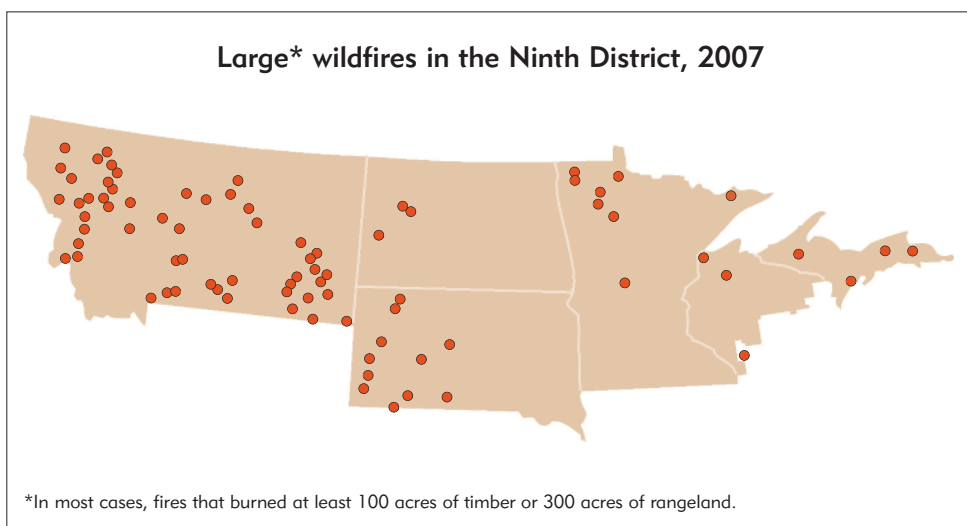 Large* wildfires in the Ninth District, 2007
*In most cases, fires that burned at least 100 acres of timber or 300 acres of rangeland.